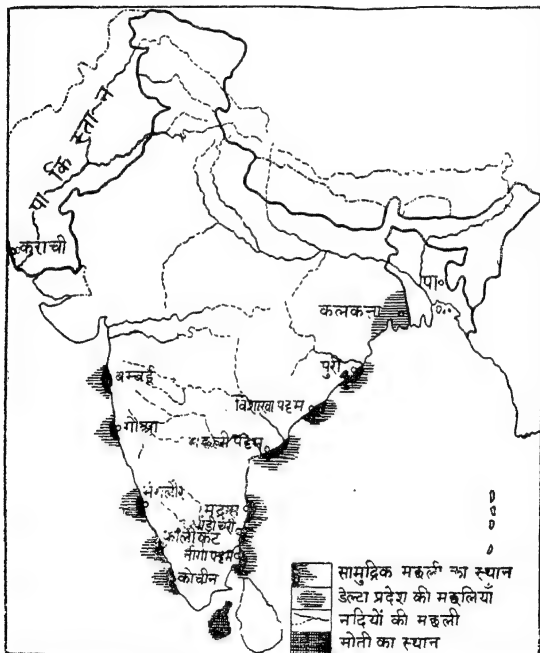 पाकिस्तान
कराची
पा०
कलकत्ता
पुरी
बम्बई
विशाखापट्टम
गौआ
पट्टम
मंगलौर
मद्रास
पांडीचेरी
कालीकट
नीगापट्टम
कोचीन
सामुद्रिक मछली का स्थान
डेल्टा प्रदेश की मछलियाँ
नदियों की मछली
मोती का स्थान